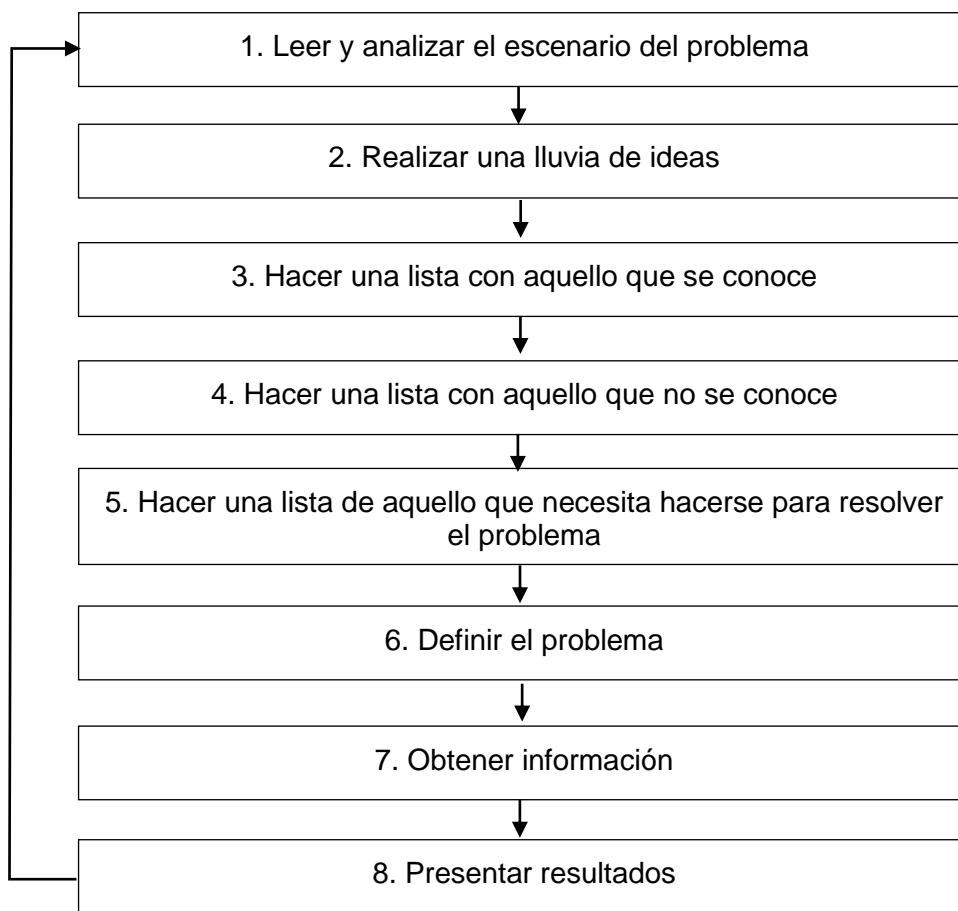 1. Leer y analizar el escenario del problema
2. Realizar una lluvia de ideas
3. Hacer una lista con aquello que se conoce
4. Hacer una lista con aquello que no se conoce
5. Hacer una lista de aquello que necesita hacerse para resolver
el problema
6. Definir el problema
7. Obtener información
8. Presentar resultados